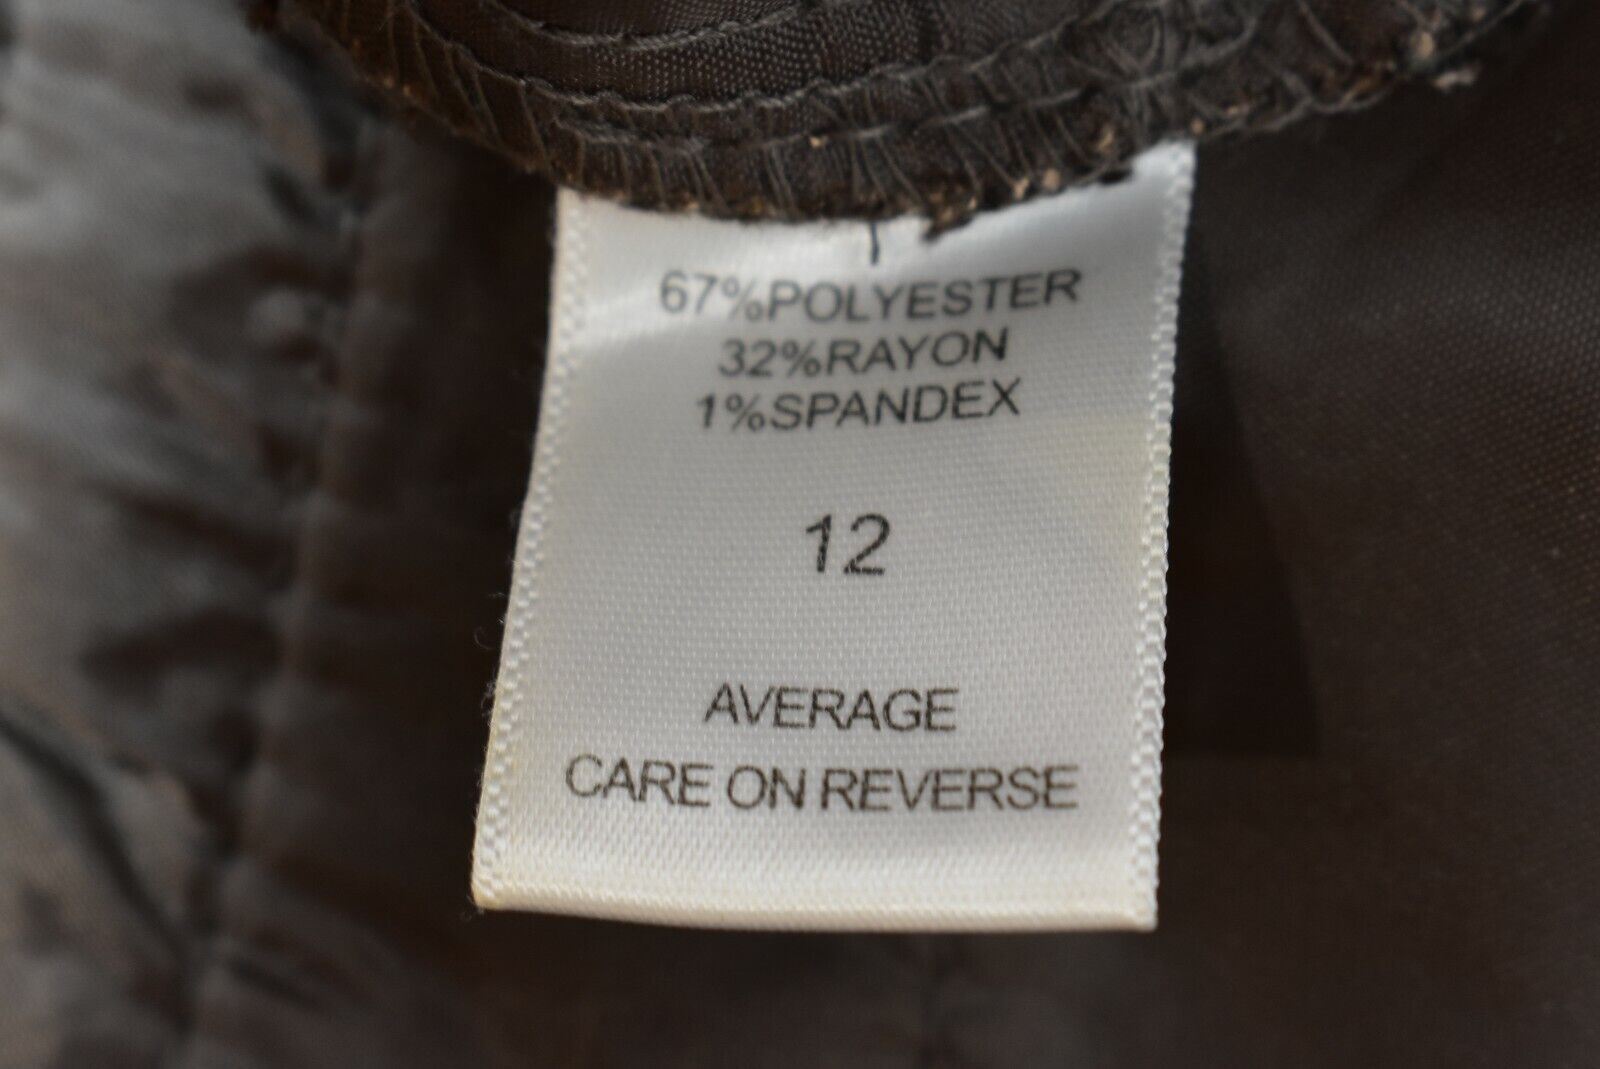 67%POLYESTER
32%RAYON
1%SPANDEX
12
AVERAGE
CARE ON REVERSE